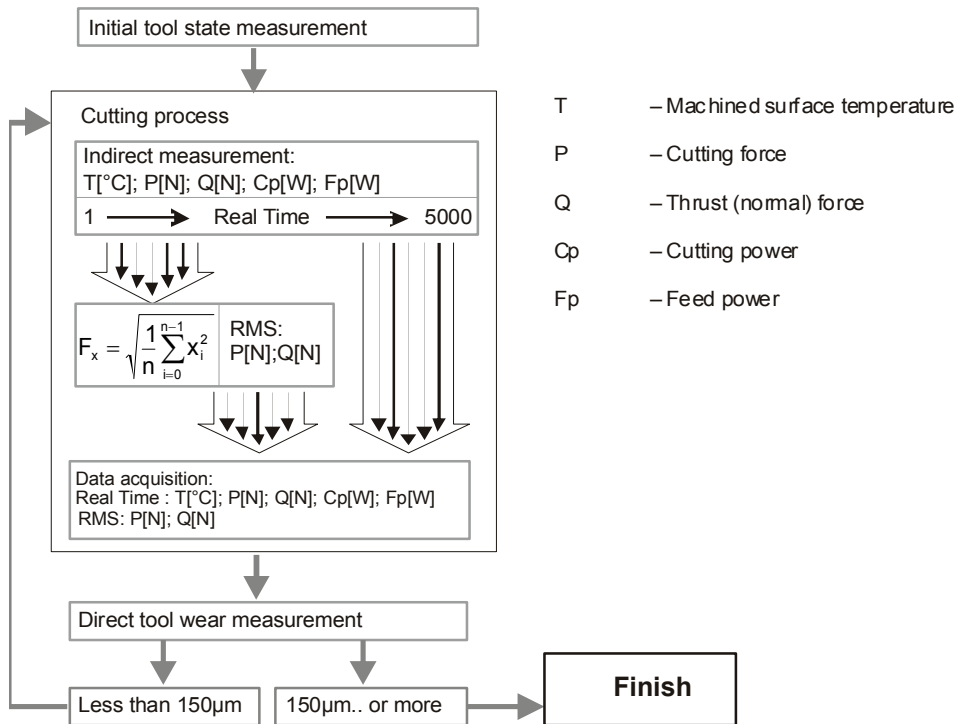 Initial tool state measurement
Cutting process
Indirect measurement:
T[°C]; P[N]; Q[N]; Cp[W]; Fp[W]
1 Real Time 5000
F_x = √(1/n ∑_{i=0}^{n−1} x_i^2)
RMS:
P[N];Q[N]
Data acquisition:
Real Time : T[°C]; P[N]; Q[N]; Cp[W]; Fp[W]
RMS: P[N]; Q[N]
Direct tool wear measurement
Less than 150µm
150µm.. or more
Finish
T – Machined surface temperature
P – Cutting force
Q – Thrust (normal) force
Cp – Cutting power
Fp – Feed power